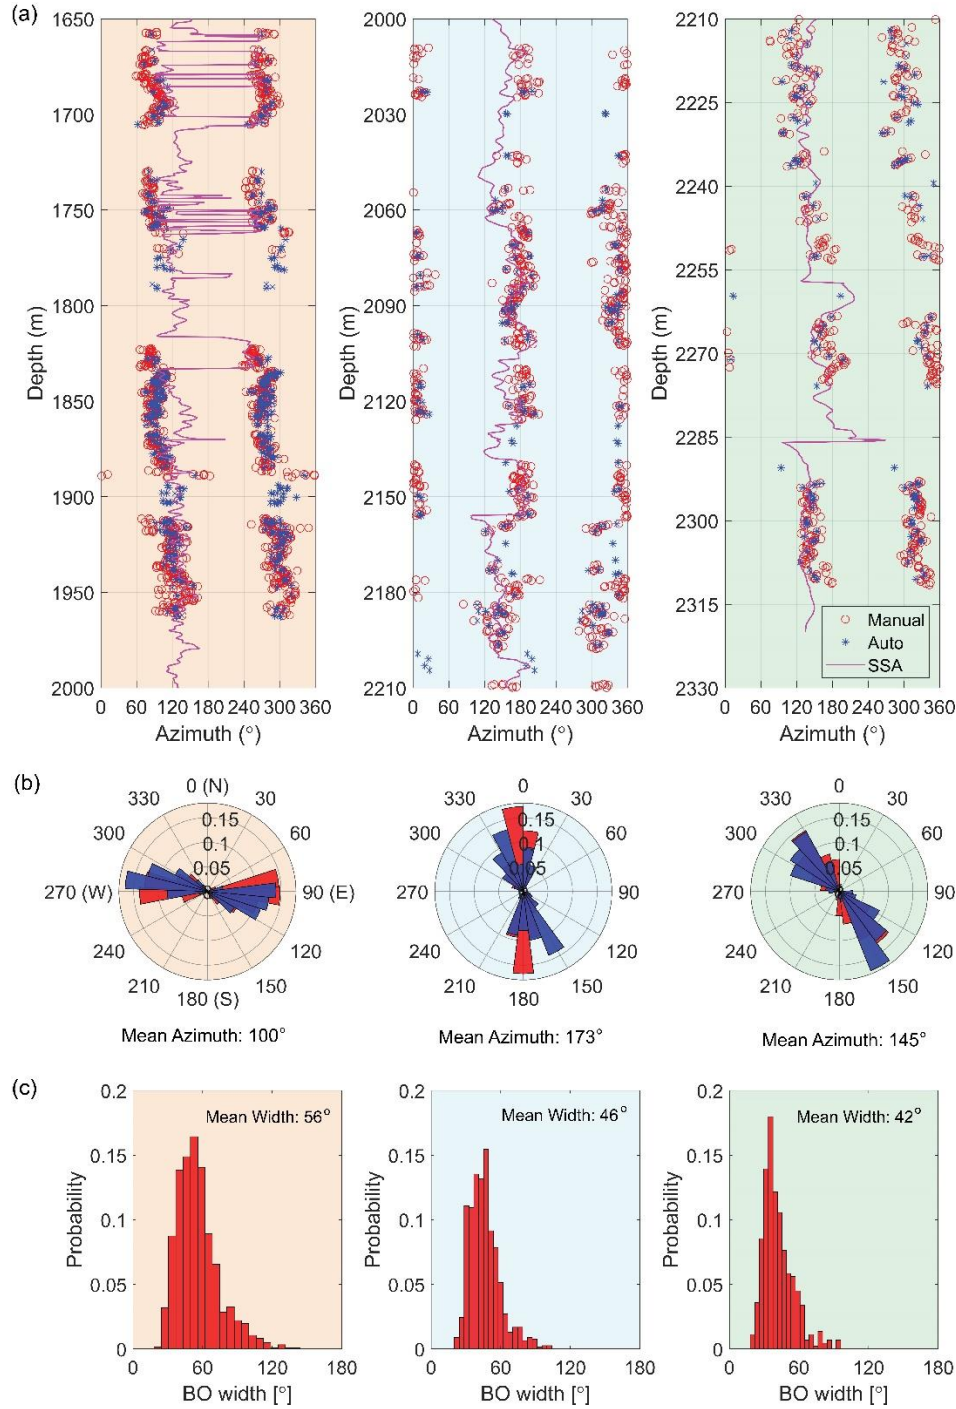 (a)
1650
1700
1750
1800
1850
1900
1950
2000
Depth (m)
0 60 120 180 240 300 360
Azimuth (°)
2000
2030
2060
2090
2120
2150
2180
2210
Depth (m)
0 60 120 180 240 300 360
Azimuth (°)
2210
2225
2240
2255
2270
2285
2300
2315
2330
Depth (m)
0 60 120 180 240 300 360
Azimuth (°)
Manual
Auto
SSA
(b)
0 (N)
30
60
90 (E)
120
150
180 (S)
210
240
270 (W)
300
330
0.15
0.1
0.05
Mean Azimuth: 100°
0
30
60
90
120
150
180
210
240
270
300
330
0.15
0.1
0.05
Mean Azimuth: 173°
0
30
60
90
120
150
180
210
240
270
300
330
0.15
0.1
0.05
Mean Azimuth: 145°
(c)
0.2
0.15
0.1
0.05
0
Probability
Mean Width: 56°
0 60 120 180
BO width [°]
0.2
0.15
0.1
0.05
0
Probability
Mean Width: 46°
0 60 120 180
BO width [°]
0.2
0.15
0.1
0.05
0
Probability
Mean Width: 42°
0 60 120 180
BO width [°]